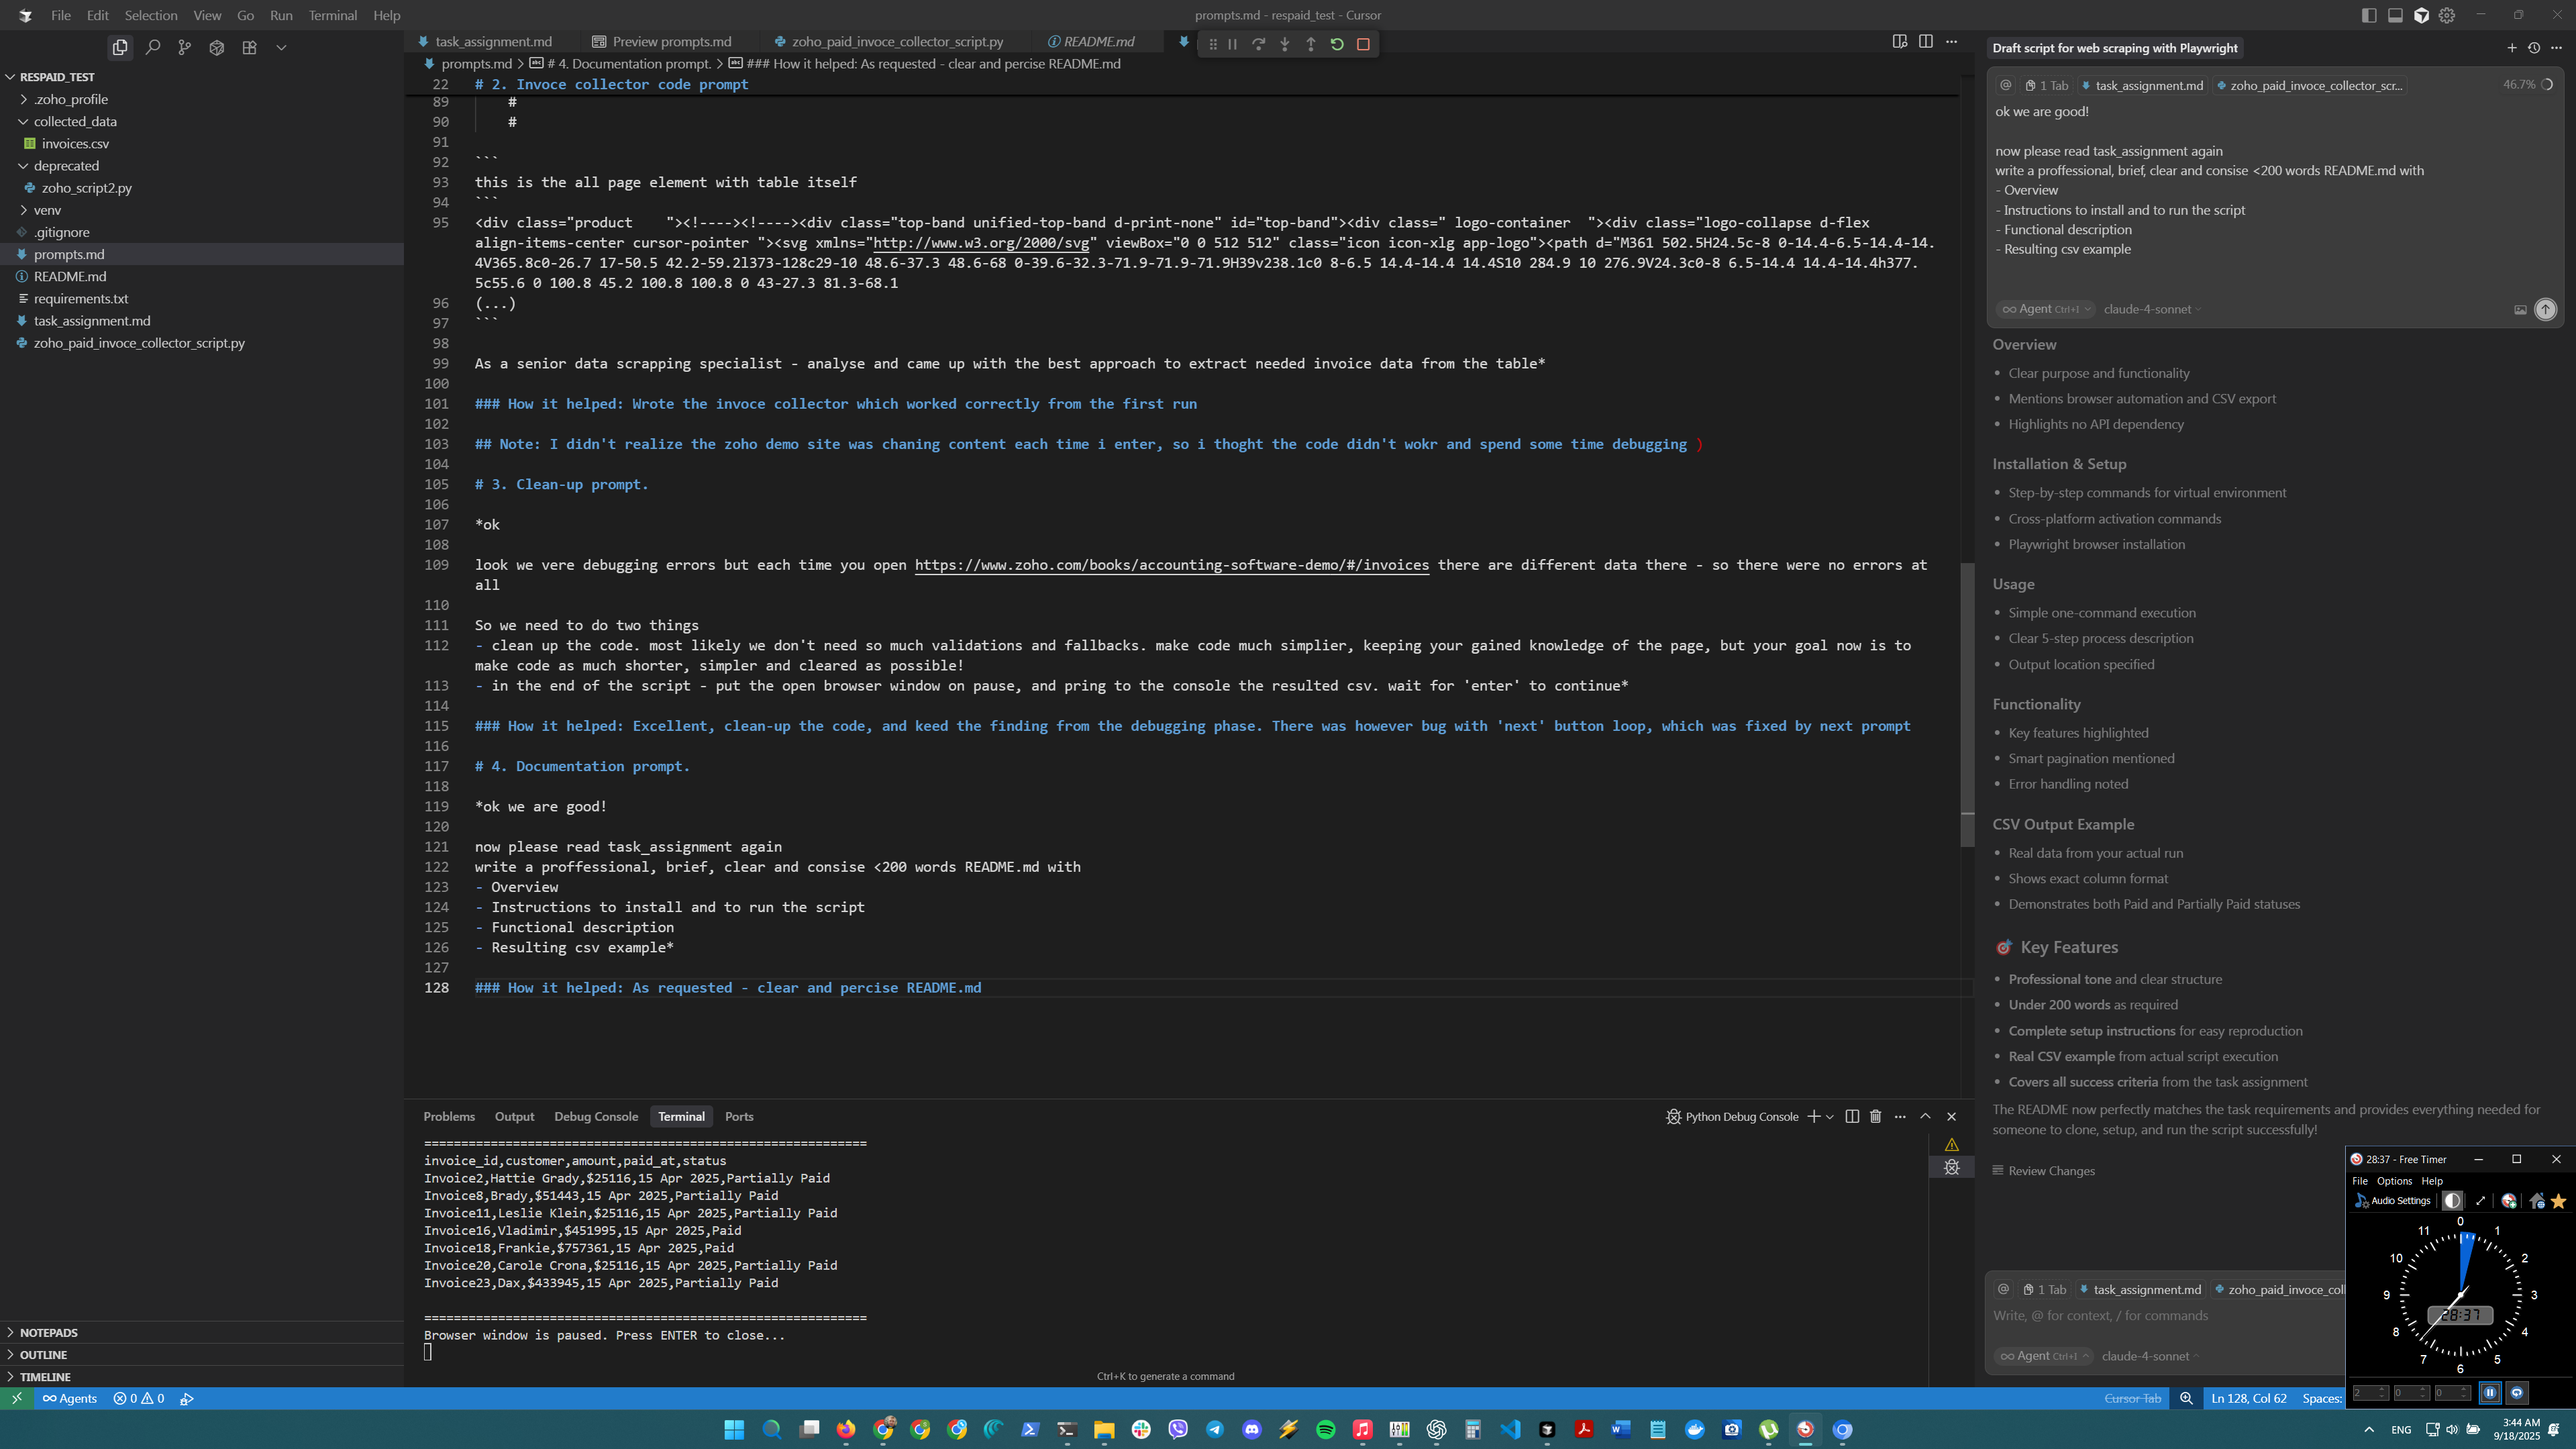 File Edit Selection View Go Run Terminal Help
prompts.md - respaid_test - Cursor
RESPAID_TEST
.zoho_profile
collected_data
invoices.csv
deprecated
zoho_script2.py
venv
.gitignore
prompts.md
README.md
requirements.txt
task_assignment.md
zoho_paid_invoce_collector_script.py
NOTEPADS
OUTLINE
TIMELINE
task_assignment.md Preview prompts.md zoho_paid_invoce_collector_script.py README.md
prompts.md > # 4. Documentation prompt. > ### How it helped: As requested - clear and percise README.md
22 # 2. Invoce collector code prompt
89 #
90 #
91
92 ```
93 this is the all page element with table itself
94 ```
95 <div class="product    "><!----><!----><div class="top-band unified-top-band d-print-none" id="top-band"><div class=" logo-container  "><div class="logo-collapse d-flex
align-items-center cursor-pointer "><svg xmlns="http://www.w3.org/2000/svg" viewBox="0 0 512 512" class="icon icon-xlg app-logo"><path d="M361 502.5H24.5c-8 0-14.4-6.5-14.4-14.
4V365.8c0-26.7 17-50.5 42.2-59.2l373-128c29-10 48.6-37.3 48.6-68 0-39.6-32.3-71.9-71.9-71.9H39v238.1c0 8-6.5 14.4-14.4 14.4S10 284.9 10 276.9V24.3c0-8 6.5-14.4 14.4-14.4h377.
5c55.6 0 100.8 45.2 100.8 100.8 0 43-27.3 81.3-68.1
96 (...)
97 ```
98
99 As a senior data scrapping specialist - analyse and came up with the best approach to extract needed invoice data from the table*
100
101 ### How it helped: Wrote the invoce collector which worked correctly from the first run
102
103 ## Note: I didn't realize the zoho demo site was chaning content each time i enter, so i thoght the code didn't wokr and spend some time debugging )
104
105 # 3. Clean-up prompt.
106
107 *ok
108
109 look we vere debugging errors but each time you open https://www.zoho.com/books/accounting-software-demo/#/invoices there are different data there - so there were no errors at
all
110
111 So we need to do two things
112 - clean up the code. most likely we don't need so much validations and fallbacks. make code much simplier, keeping your gained knowledge of the page, but your goal now is to
make code as much shorter, simpler and cleared as possible!
113 - in the end of the script - put the open browser window on pause, and pring to the console the resulted csv. wait for 'enter' to continue*
114
115 ### How it helped: Excellent, clean-up the code, and keed the finding from the debugging phase. There was however bug with 'next' button loop, which was fixed by next prompt
116
117 # 4. Documentation prompt.
118
119 *ok we are good!
120
121 now please read task_assignment again
122 write a proffessional, brief, clear and consise <200 words README.md with
123 - Overview
124 - Instructions to install and to run the script
125 - Functional description
126 - Resulting csv example*
127
128 ### How it helped: As requested - clear and percise README.md
Problems Output Debug Console Terminal Ports
Python Debug Console
============================================================
invoice_id,customer,amount,paid_at,status
Invoice2,Hattie Grady,$25116,15 Apr 2025,Partially Paid
Invoice8,Brady,$51443,15 Apr 2025,Partially Paid
Invoice11,Leslie Klein,$25116,15 Apr 2025,Partially Paid
Invoice16,Vladimir,$451995,15 Apr 2025,Paid
Invoice18,Frankie,$757361,15 Apr 2025,Paid
Invoice20,Carole Crona,$25116,15 Apr 2025,Partially Paid
Invoice23,Dax,$433945,15 Apr 2025,Partially Paid
============================================================
Browser window is paused. Press ENTER to close...
Ctrl+K to generate a command
Draft script for web scraping with Playwright
@ 1 Tab task_assignment.md zoho_paid_invoce_collector_scr... 46.7%
ok we are good!
now please read task_assignment again
write a proffessional, brief, clear and consise <200 words README.md with
- Overview
- Instructions to install and to run the script
- Functional description
- Resulting csv example
Agent Ctrl+I claude-4-sonnet
Overview
• Clear purpose and functionality
• Mentions browser automation and CSV export
• Highlights no API dependency
Installation & Setup
• Step-by-step commands for virtual environment
• Cross-platform activation commands
• Playwright browser installation
Usage
• Simple one-command execution
• Clear 5-step process description
• Output location specified
Functionality
• Key features highlighted
• Smart pagination mentioned
• Error handling noted
CSV Output Example
• Real data from your actual run
• Shows exact column format
• Demonstrates both Paid and Partially Paid statuses
🎯 Key Features
• Professional tone and clear structure
• Under 200 words as required
• Complete setup instructions for easy reproduction
• Real CSV example from actual script execution
• Covers all success criteria from the task assignment
The README now perfectly matches the task requirements and provides everything needed for
someone to clone, setup, and run the script successfully!
Review Changes
@ 1 Tab task_assignment.md zoho_paid_invoce_coll
Write, @ for context, / for commands
Agent Ctrl+I claude-4-sonnet
28:37 - Free Timer
File Options Help
Audio Settings
0 1 2 3 4 5 6 7 8 9 10 11
28:37
2 0 0
Agents 0 0
Cursor Tab Ln 128, Col 62 Spaces:
ENG 3:44 AM
9/18/2025